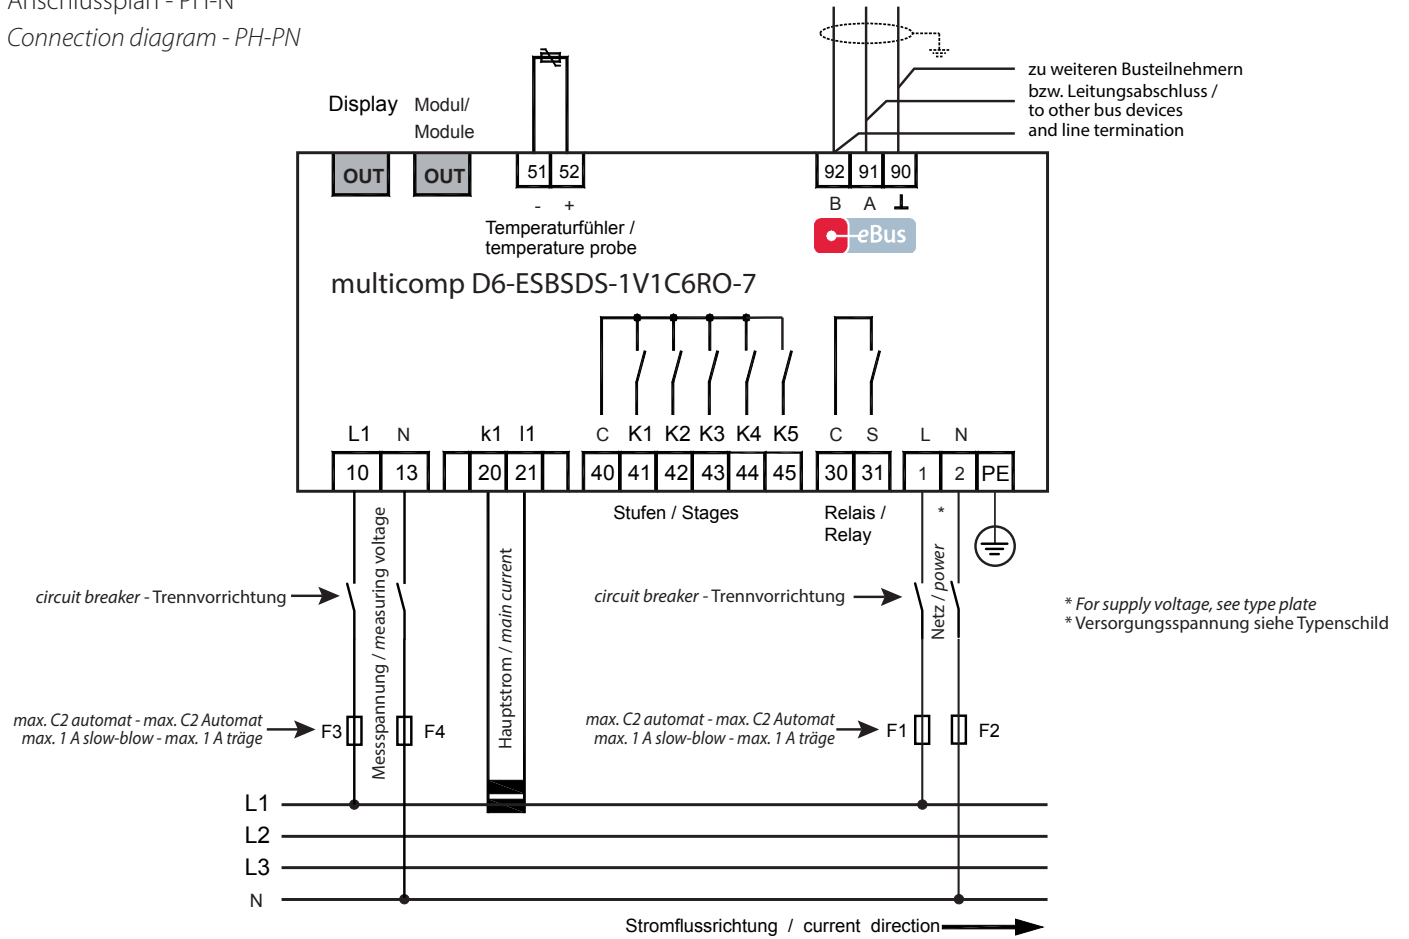 Anschlussplan - PH-N
Connection diagram - PH-PN
zu weiteren Busteilnehmern
bzw. Leitungsabschluss /
to other bus devices
and line termination
Display
Modul/
Module
OUT OUT
51 52
- +
Temperaturfühler /
temperature probe
92 91 90
B A
eBus
multicomp D6-ESBSDS-1V1C6RO-7
L1 N k1 l1 C K1 K2 K3 K4 K5 C S L N
10 13 20 21 40 41 42 43 44 45 30 31 1 2 PE
Stufen / Stages
Relais /
Relay
*
Messspannung / measuring voltage
Hauptstrom / main current
Netz / power
circuit breaker - Trennvorrichtung
circuit breaker - Trennvorrichtung
* For supply voltage, see type plate
* Versorgungsspannung siehe Typenschild
max. C2 automat - max. C2 Automat
max. 1 A slow-blow - max. 1 A träge
F3 F4
max. C2 automat - max. C2 Automat
max. 1 A slow-blow - max. 1 A träge
F1 F2
L1
L2
L3
N
Stromflussrichtung / current direction